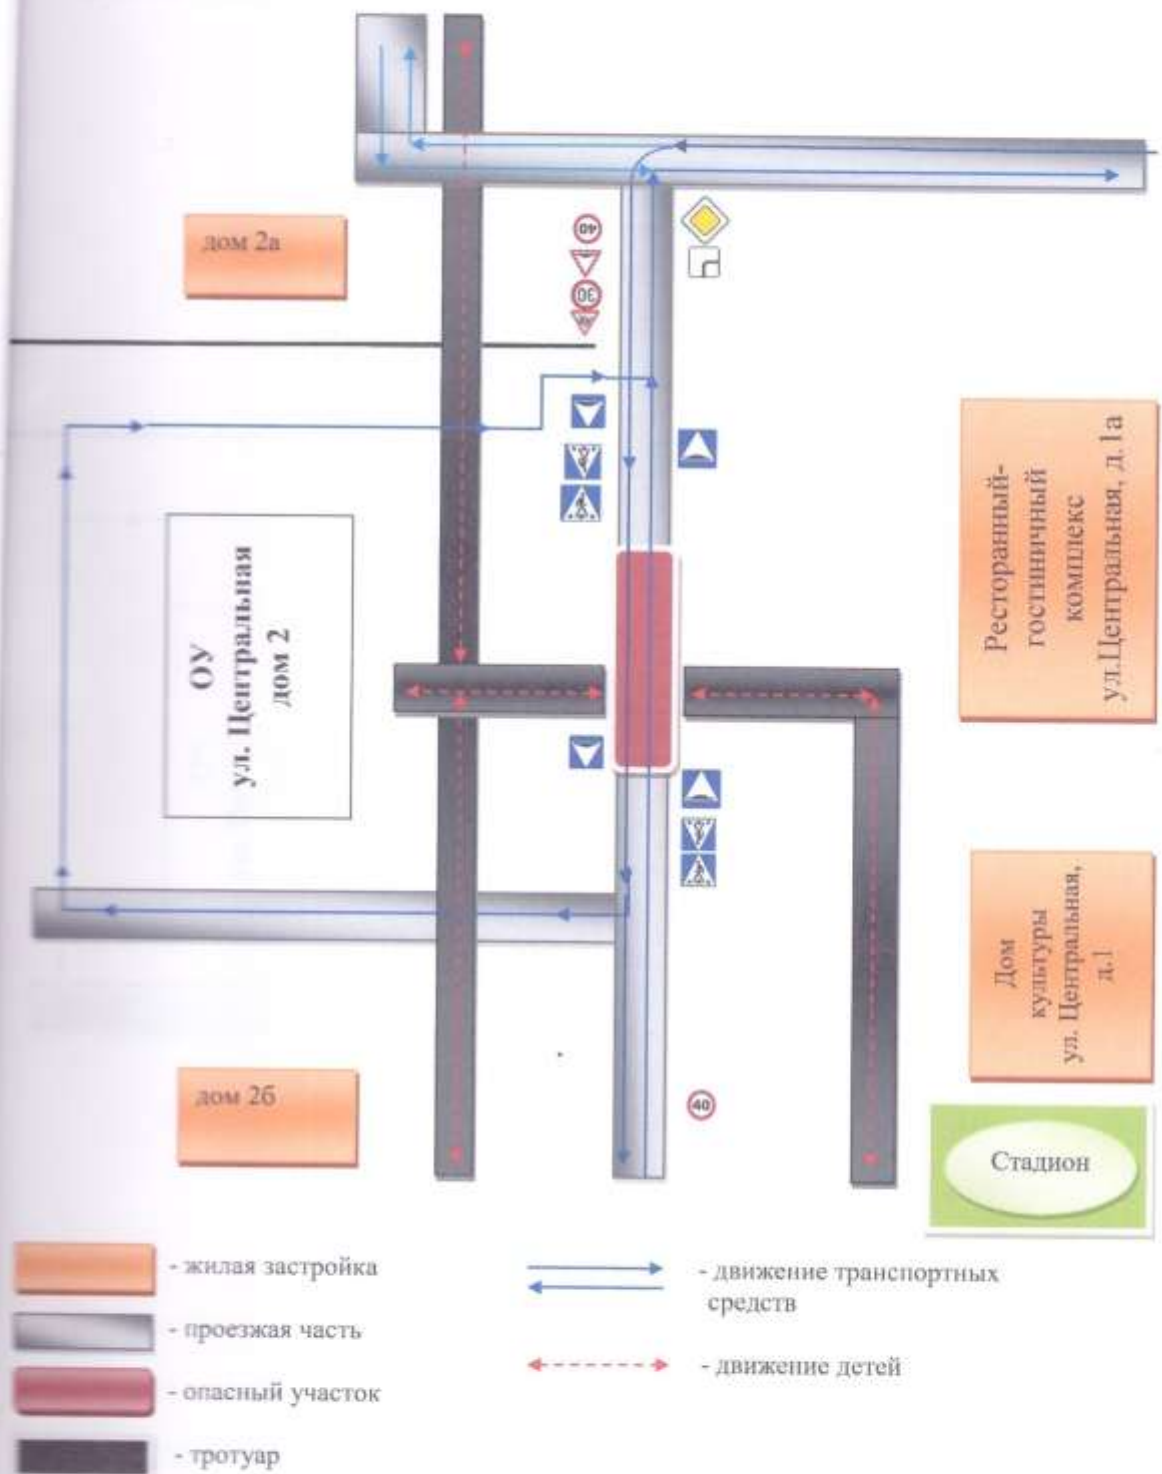 дом 2а
40
30
ОУ
ул. Центральная
дом 2
Ресторанный-
гостиничный
комплекс
ул.Центральная, д.1а
Дом
культуры
ул. Центральная,
д.1
дом 2б
40
Стадион
- жилая застройка
- проезжая часть
- опасный участок
- тротуар
- движение транспортных
средств
- движение детей